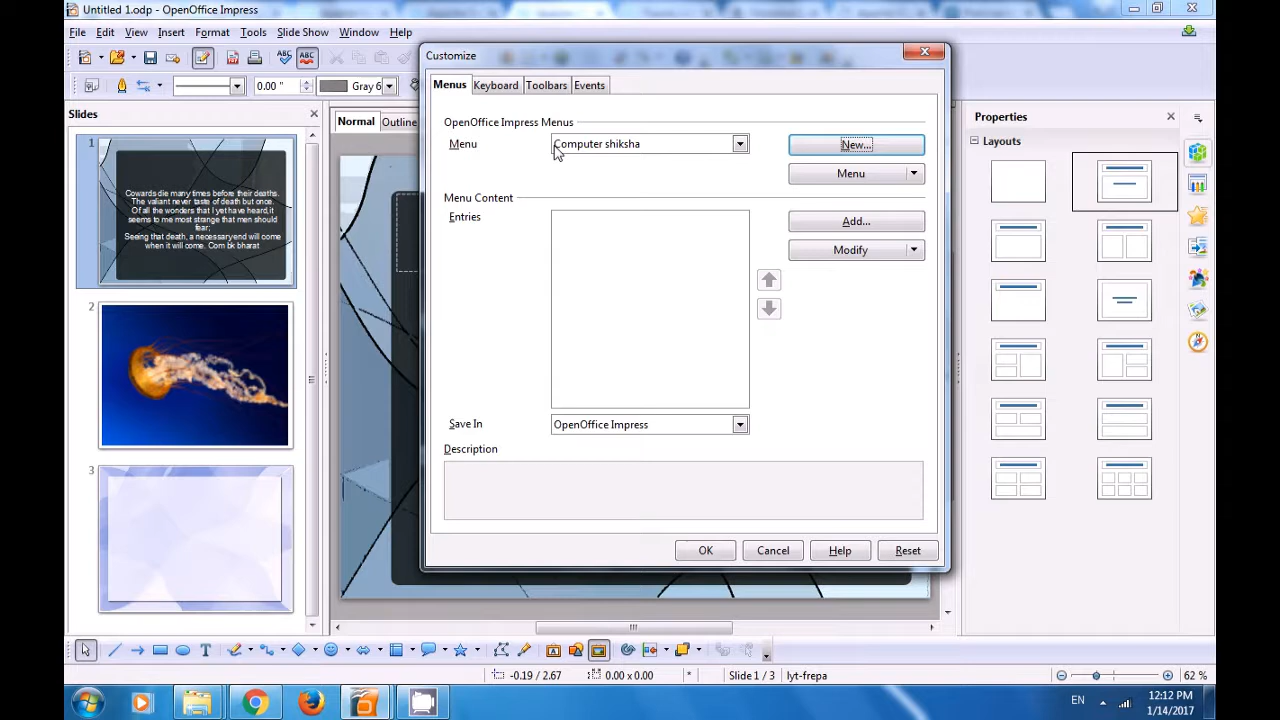 Untitled 1.odp - OpenOffice Impress
File Edit View Insert Format Tools Slide Show Window Help
0.00 " Gray 6
Slides
Normal Outline
1
Cowards die many times before their deaths.
The valiant never taste of death but once.
Of all the wonders that I yet have heard,it
seems to me most strange that men should
fear;
Seeing that death, a necessaryend will come
when it will come. Com bk bharat
2
3
Customize
Menus Keyboard Toolbars Events
OpenOffice Impress Menus
Menu Computer shiksha New...
Menu
Menu Content
Entries Add...
Modify
Save In OpenOffice Impress
Description
OK Cancel Help Reset
Properties
Layouts
-0.19 / 2.67 0.00 x 0.00 * Slide 1 / 3 lyt-frepa 62 %
EN 12:12 PM
1/14/2017